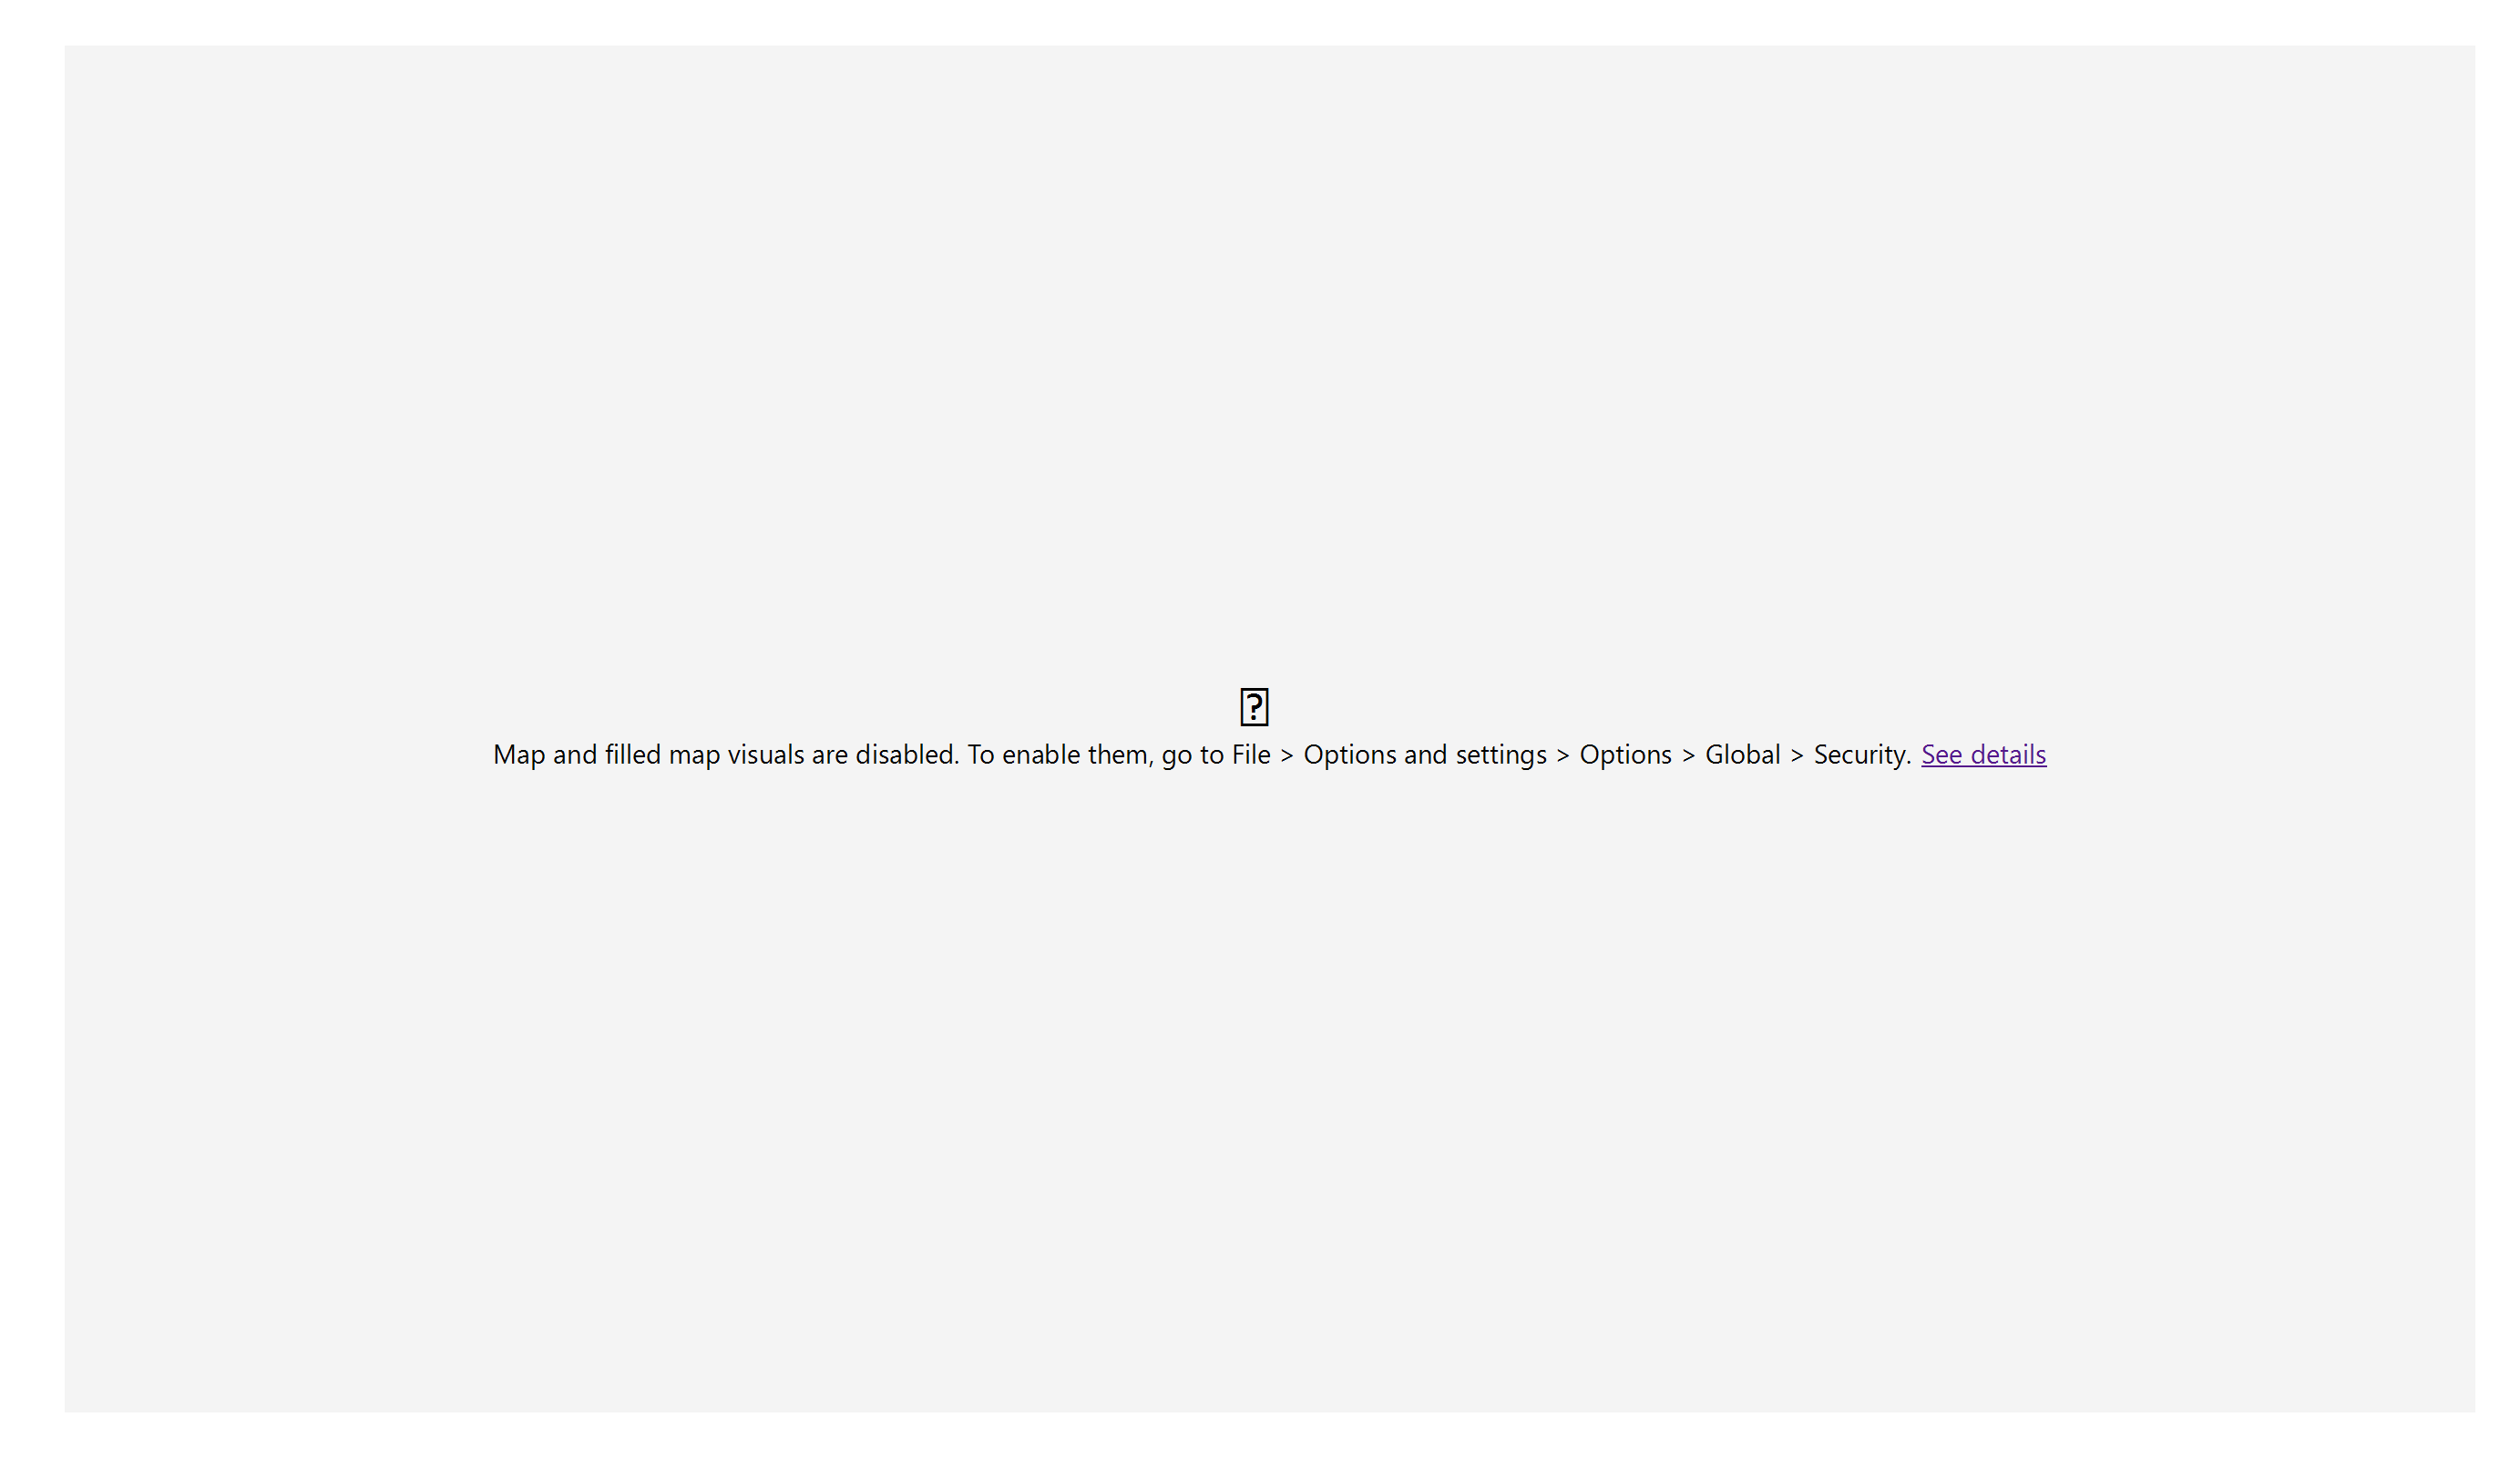 Map and filled map visuals are disabled. To enable them, go to File > Options and settings > Options > Global > Security. See details